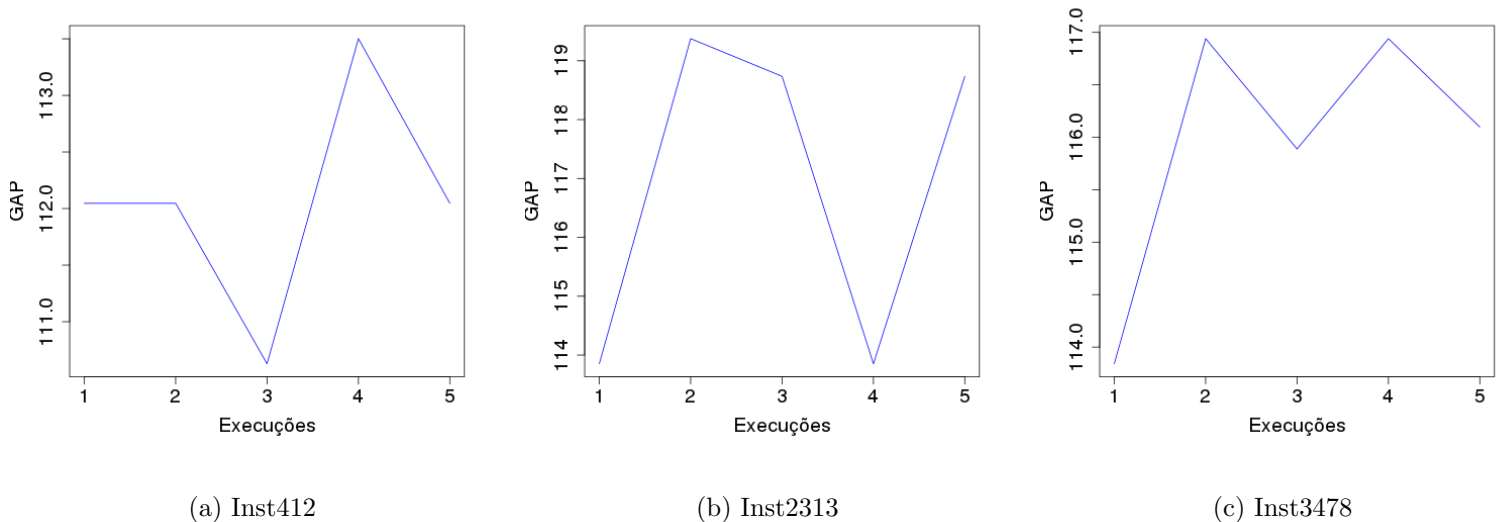 GAP
113.0
112.0
111.0
1 2 3 4 5
Execuções
(a) Inst412
GAP
119
118
117
116
115
114
1 2 3 4 5
Execuções
(b) Inst2313
GAP
117.0
116.0
115.0
114.0
1 2 3 4 5
Execuções
(c) Inst3478